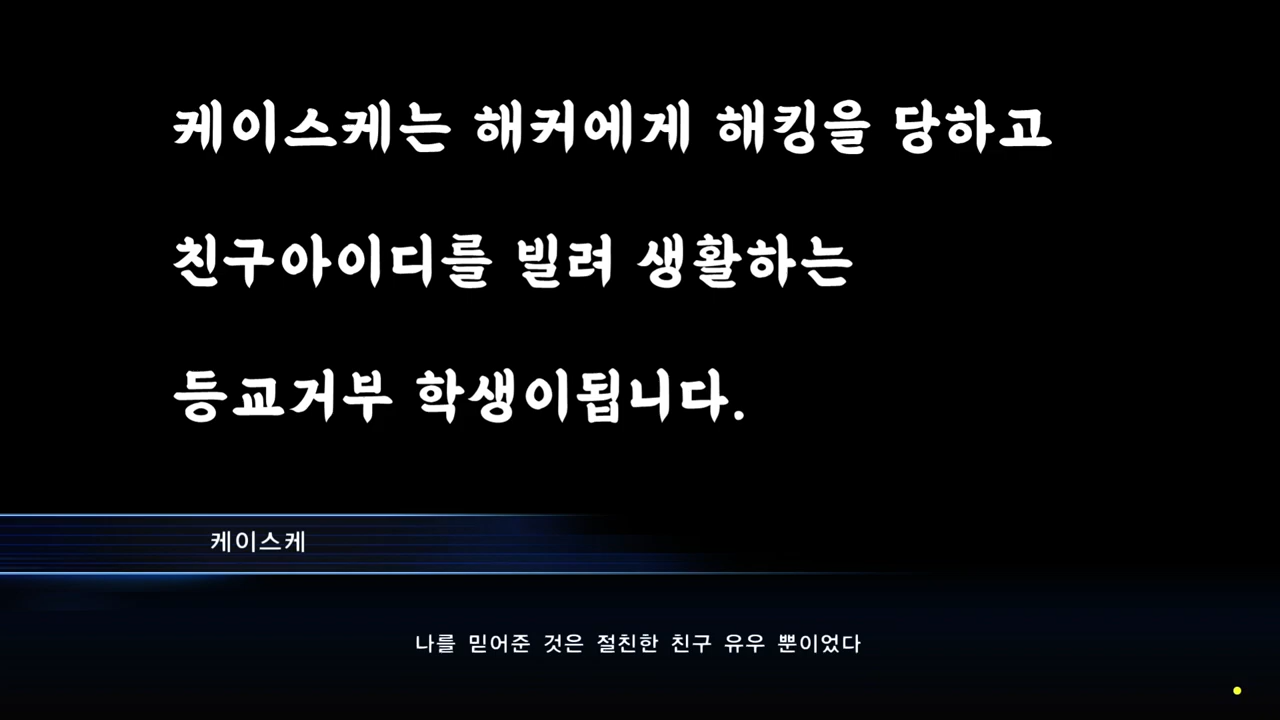 케이스케는 해커에게 해킹을 당하고
친구아이디를 빌려 생활하는
등교거부 학생이됩니다.
케이스케
나를 믿어준 것은 절친한 친구 유우 뿐이었다